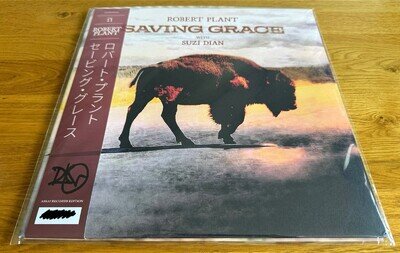 ROBERT PLANT
SAVING GRACE
WITH
SUZI DIAN
ROBERT
PLANT
ロバート・プラント
セービング・グレース